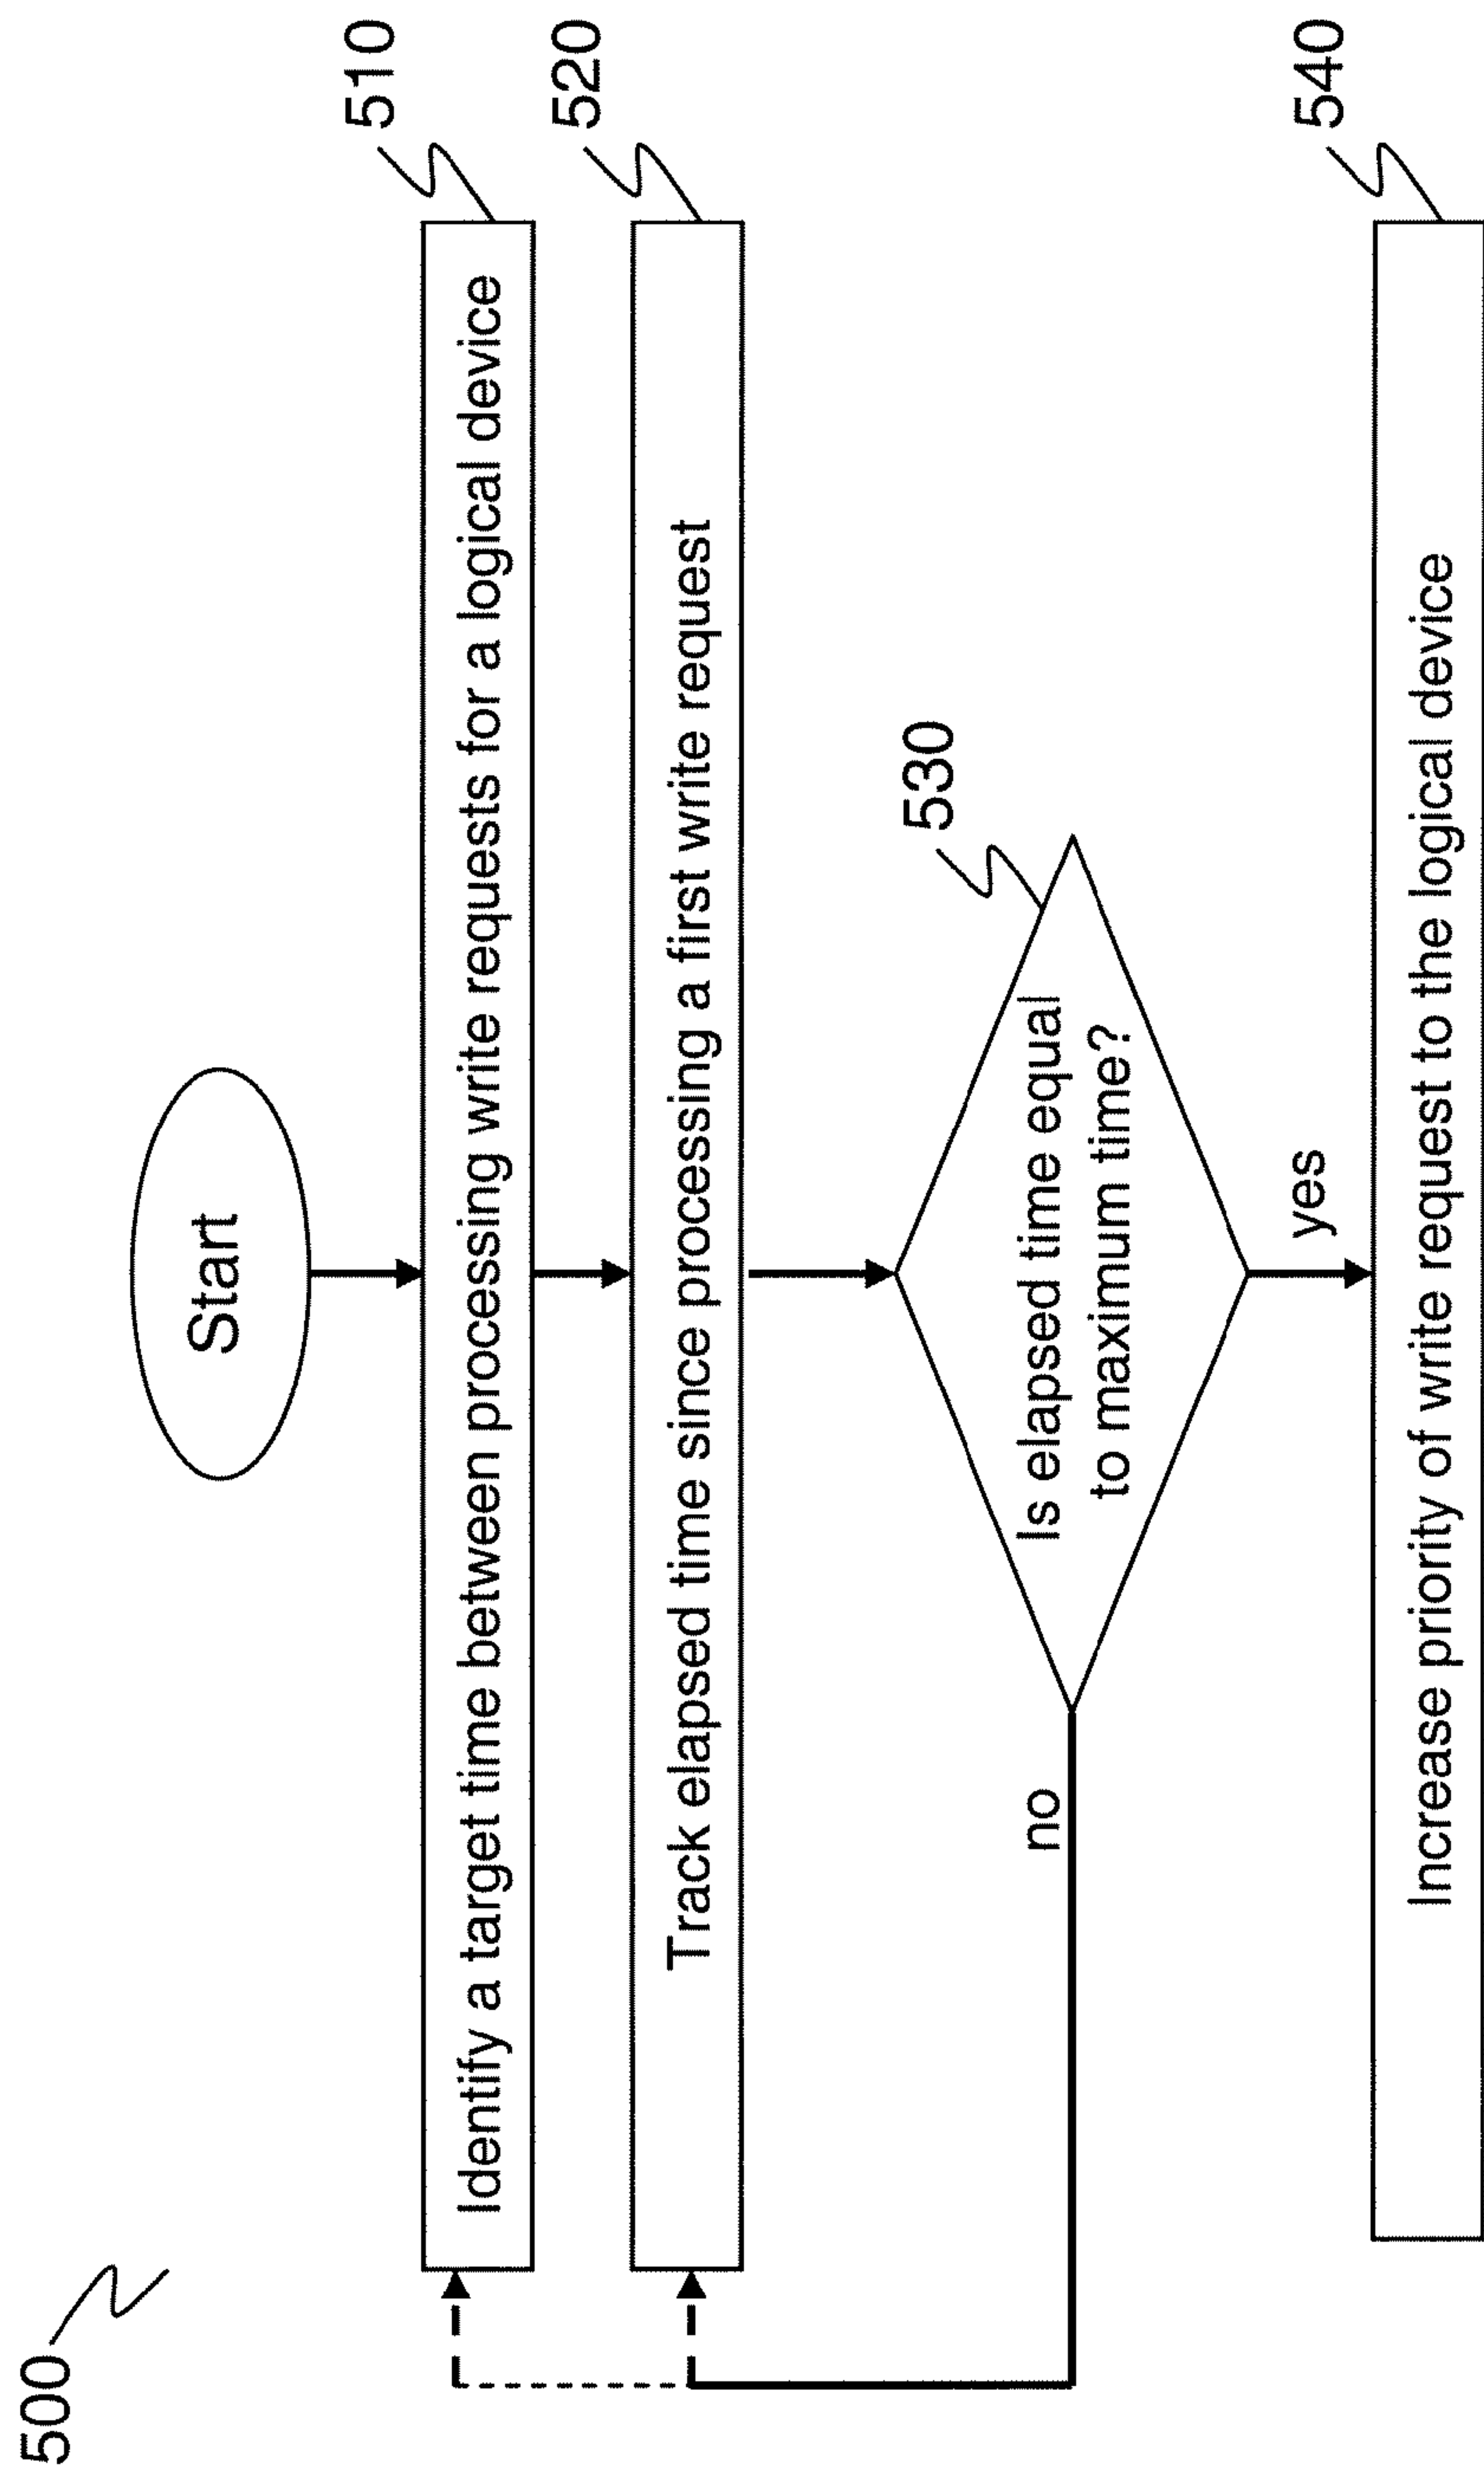 500
Start
510
Identify a target time between processing write requests for a logical device
520
Track elapsed time since processing a first write request
530
Is elapsed time equal
to maximum time?
no
yes
540
Increase priority of write request to the logical device